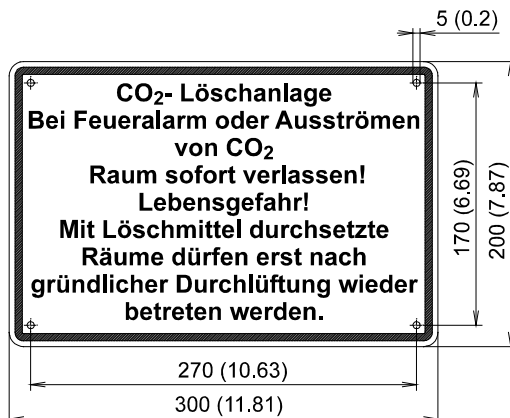 5 (0.2)
CO₂- Löschanlage
Bei Feueralarm oder Ausströmen
von CO₂
Raum sofort verlassen!
Lebensgefahr!
Mit Löschmittel durchsetzte
Räume dürfen erst nach
gründlicher Durchlüftung wieder
betreten werden.
170 (6.69)
200 (7.87)
270 (10.63)
300 (11.81)